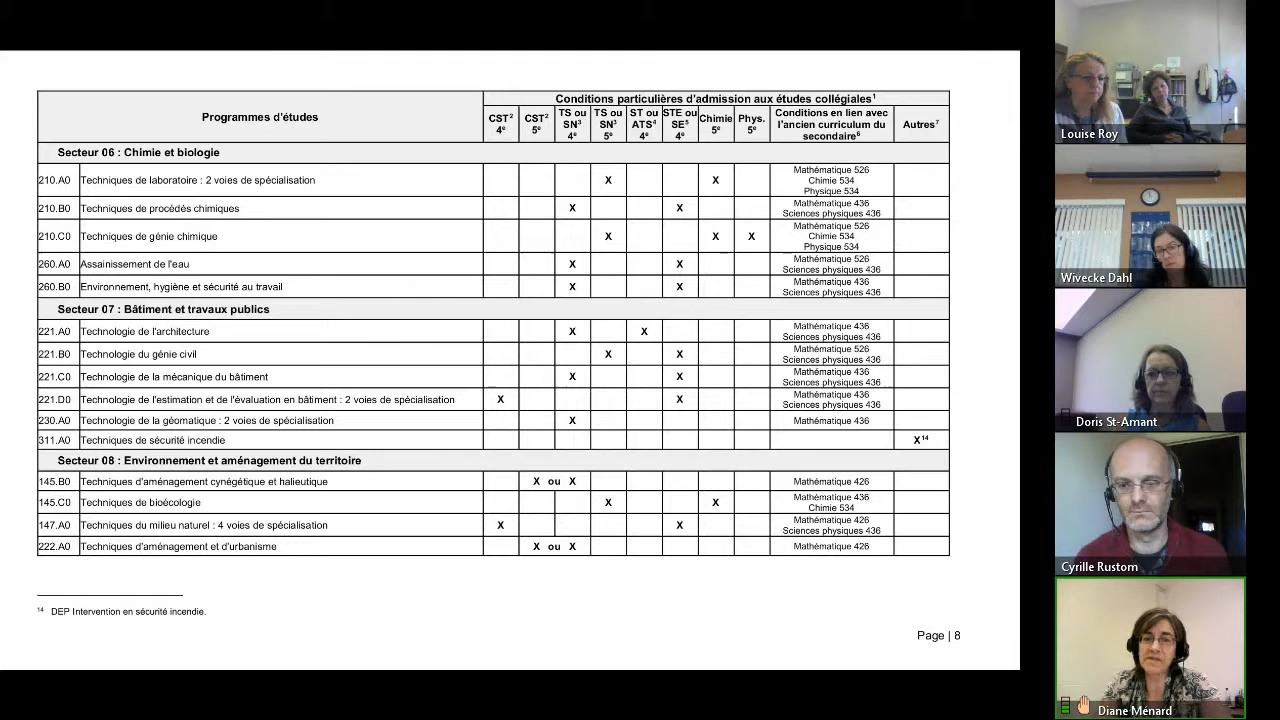 Conditions particulières d'admission aux études collégiales1
Programmes d'études
CST2 4e
CST2 5e
TS ou SN3 4e
TS ou SN3 5e
ST ou ATS4 4e
STE ou SE5 4e
Chimie 5e
Phys. 5e
Conditions en lien avec l'ancien curriculum du secondaire6
Autres7
Secteur 06 : Chimie et biologie
210.A0 Techniques de laboratoire : 2 voies de spécialisation X X Mathématique 526
Chimie 534
Physique 534
210.B0 Techniques de procédés chimiques X X Mathématique 436
Sciences physiques 436
210.C0 Techniques de génie chimique X X X Mathématique 526
Chimie 534
Physique 534
260.A0 Assainissement de l'eau X X Mathématique 526
Sciences physiques 436
260.B0 Environnement, hygiène et sécurité au travail X X Mathématique 436
Sciences physiques 436
Secteur 07 : Bâtiment et travaux publics
221.A0 Technologie de l'architecture X X Mathématique 436
Sciences physiques 436
221.B0 Technologie du génie civil X X Mathématique 526
Sciences physiques 436
221.C0 Technologie de la mécanique du bâtiment X X Mathématique 436
Sciences physiques 436
221.D0 Technologie de l'estimation et de l'évaluation en bâtiment : 2 voies de spécialisation X X Mathématique 436
Sciences physiques 436
230.A0 Technologie de la géomatique : 2 voies de spécialisation X Mathématique 436
311.A0 Techniques de sécurité incendie X14
Secteur 08 : Environnement et aménagement du territoire
145.B0 Techniques d'aménagement cynégétique et halieutique X ou X Mathématique 426
145.C0 Techniques de bioécologie X X Mathématique 436
Chimie 534
147.A0 Techniques du milieu naturel : 4 voies de spécialisation X X Mathématique 426
Sciences physiques 436
222.A0 Techniques d'aménagement et d'urbanisme X ou X Mathématique 426
14 DEP Intervention en sécurité incendie.
Page | 8
Louise Roy
Wivecke Dahl
Doris St-Amant
Cyrille Rustom
Diane Ménard